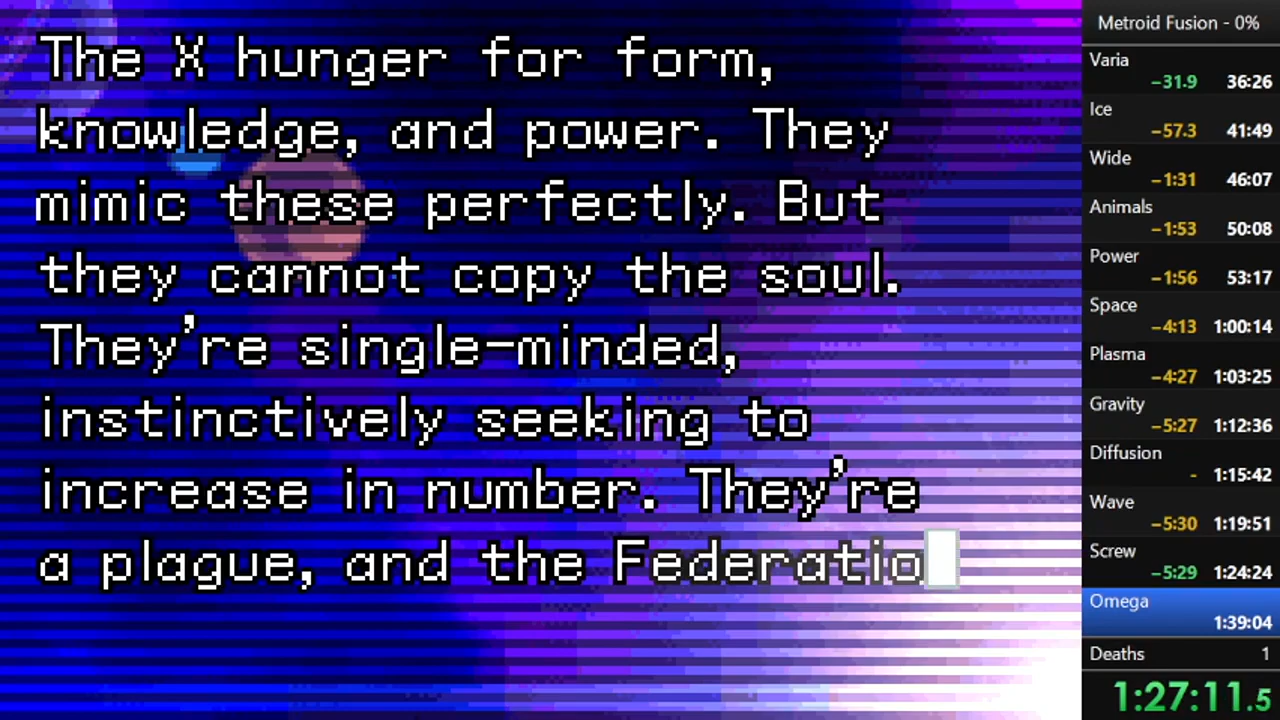 The X hunger for form,
knowledge, and power. They
mimic these perfectly. But
they cannot copy the soul.
They're single-minded,
instinctively seeking to
increase in number. They're
a plague, and the Federatio
Metroid Fusion - 0%
Varia
-31.9 36:26
Ice
-57.3 41:49
Wide
-1:31 46:07
Animals
-1:53 50:08
Power
-1:56 53:17
Space
-4:13 1:00:14
Plasma
-4:27 1:03:25
Gravity
-5:27 1:12:36
Diffusion
- 1:15:42
Wave
-5:30 1:19:51
Screw
-5:29 1:24:24
Omega
1:39:04
Deaths 1
1:27:11.5